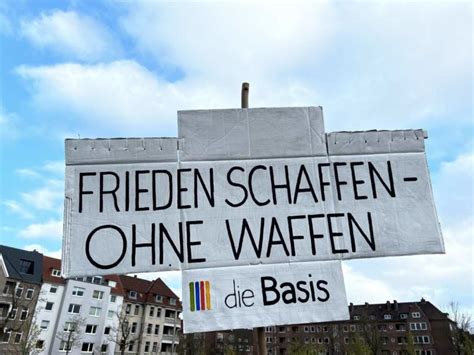 FRIEDEN SCHAFFEN-
OHNE WAFFEN
die Basis